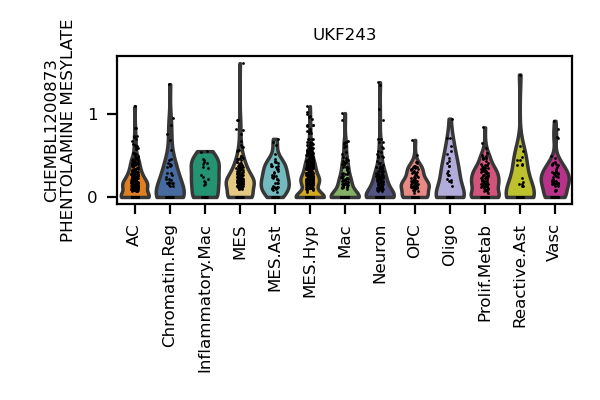 UKF243
CHEMBL1200873
PHENTOLAMINE MESYLATE
1
0
AC
Chromatin.Reg
Inflammatory.Mac
MES
MES.Ast
MES.Hyp
Mac
Neuron
OPC
Oligo
Prolif.Metab
Reactive.Ast
Vasc